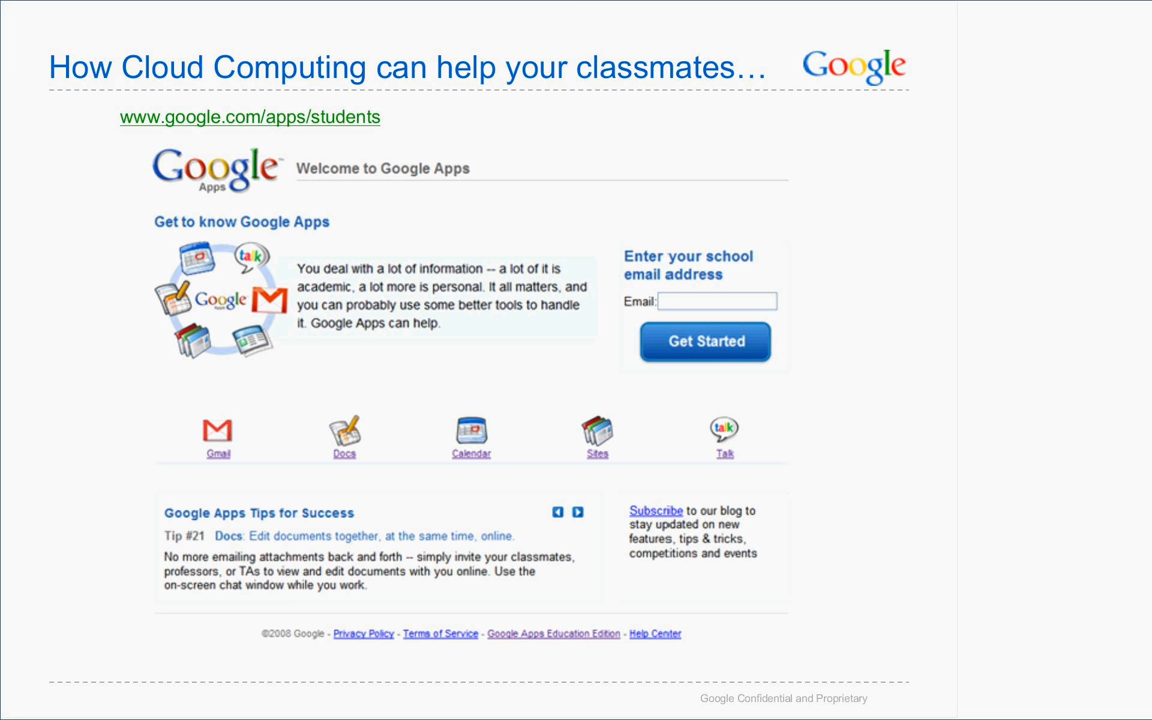 How Cloud Computing can help your classmates…
Google
www.google.com/apps/students
Google™
Apps
Welcome to Google Apps
Get to know Google Apps
talk
Google
You deal with a lot of information -- a lot of it is
academic, a lot more is personal. It all matters, and
you can probably use some better tools to handle
it. Google Apps can help.
Enter your school
email address
Email:
Get Started
talk
Gmail
Docs
Calendar
Sites
Talk
Google Apps Tips for Success
Tip #21 Docs: Edit documents together, at the same time, online.
No more emailing attachments back and forth -- simply invite your classmates,
professors, or TAs to view and edit documents with you online. Use the
on-screen chat window while you work.
Subscribe to our blog to
stay updated on new
features, tips & tricks,
competitions and events
©2008 Google - Privacy Policy - Terms of Service - Google Apps Education Edition - Help Center
Google Confidential and Proprietary